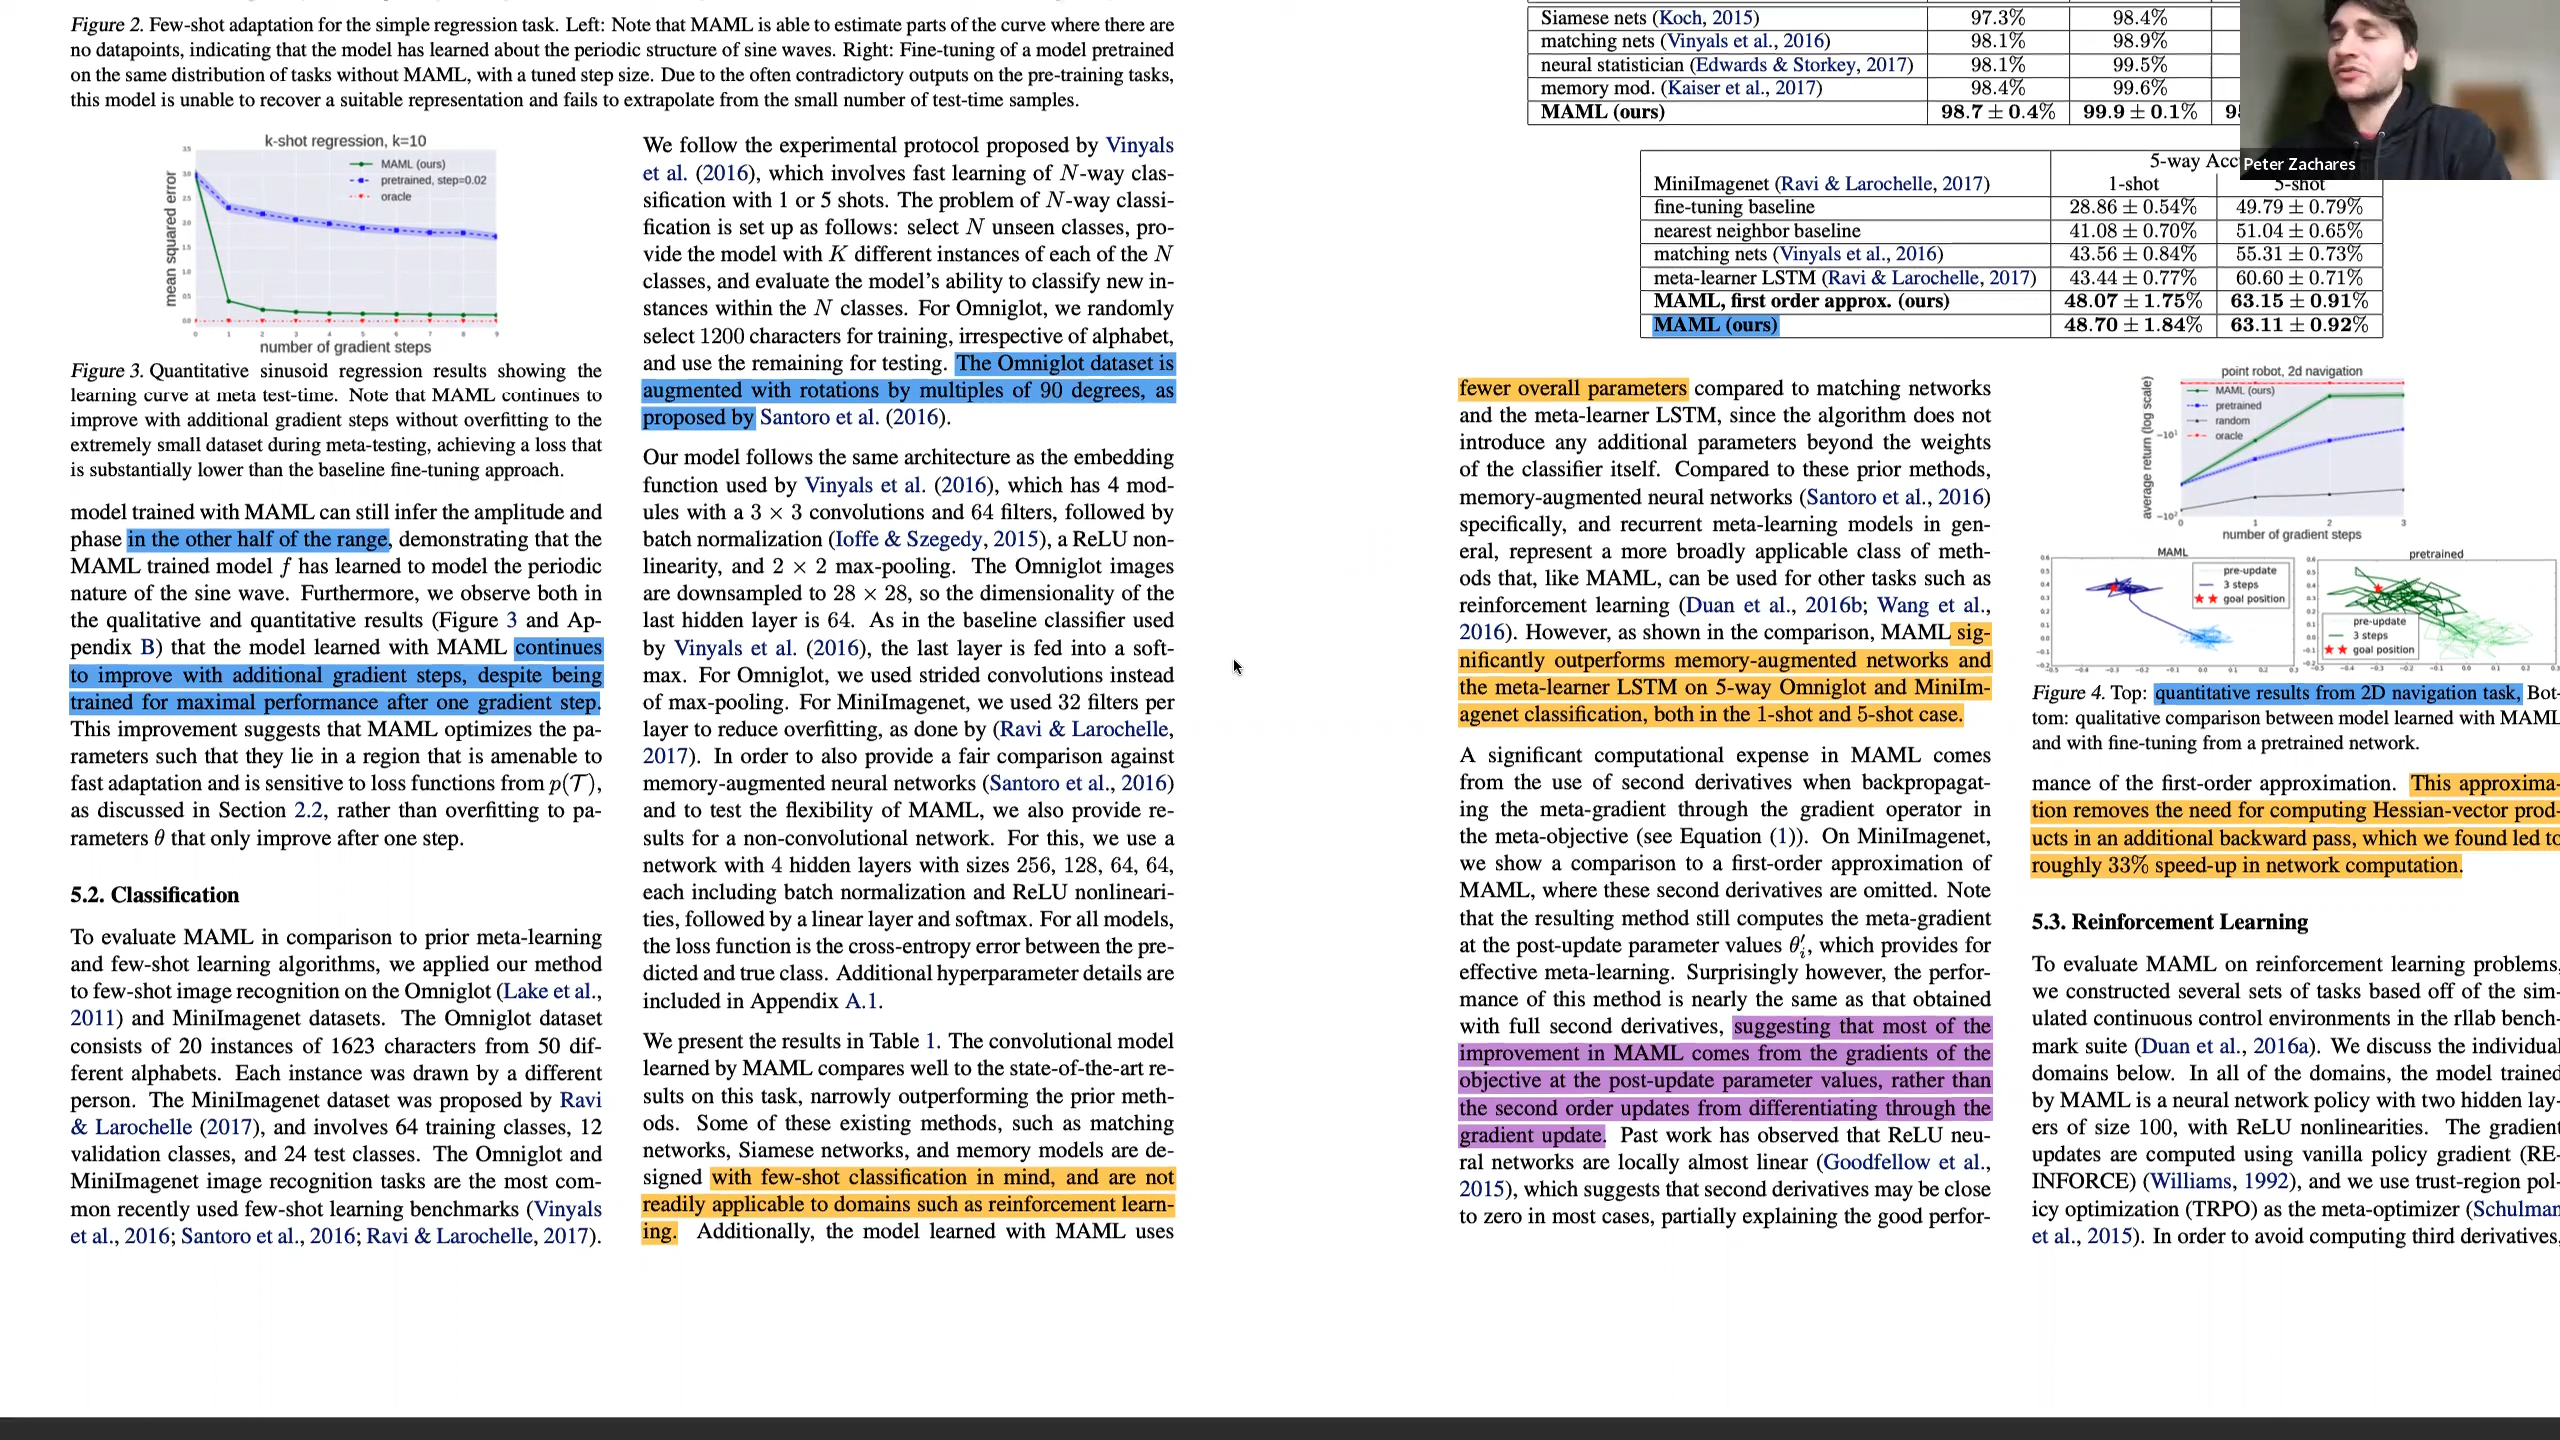 Figure 2. Few-shot adaptation for the simple regression task. Left: Note that MAML is able to estimate parts of the curve where there are
no datapoints, indicating that the model has learned about the periodic structure of sine waves. Right: Fine-tuning of a model pretrained
on the same distribution of tasks without MAML, with a tuned step size. Due to the often contradictory outputs on the pre-training tasks,
this model is unable to recover a suitable representation and fails to extrapolate from the small number of test-time samples.
k-shot regression, k=10
MAML (ours)
pretrained, step=0.02
oracle
mean squared error
3.5
3.0
2.5
2.0
1.5
1.0
0.5
0.0
0 1 2 3 4 5 6 7 8 9
number of gradient steps
Figure 3. Quantitative sinusoid regression results showing the
learning curve at meta test-time. Note that MAML continues to
improve with additional gradient steps without overfitting to the
extremely small dataset during meta-testing, achieving a loss that
is substantially lower than the baseline fine-tuning approach.
model trained with MAML can still infer the amplitude and
phase in the other half of the range, demonstrating that the
MAML trained model f has learned to model the periodic
nature of the sine wave. Furthermore, we observe both in
the qualitative and quantitative results (Figure 3 and Ap-
pendix B) that the model learned with MAML continues
to improve with additional gradient steps, despite being
trained for maximal performance after one gradient step.
This improvement suggests that MAML optimizes the pa-
rameters such that they lie in a region that is amenable to
fast adaptation and is sensitive to loss functions from p(T),
as discussed in Section 2.2, rather than overfitting to pa-
rameters θ that only improve after one step.
5.2. Classification
To evaluate MAML in comparison to prior meta-learning
and few-shot learning algorithms, we applied our method
to few-shot image recognition on the Omniglot (Lake et al.,
2011) and MiniImagenet datasets. The Omniglot dataset
consists of 20 instances of 1623 characters from 50 dif-
ferent alphabets. Each instance was drawn by a different
person. The MiniImagenet dataset was proposed by Ravi
& Larochelle (2017), and involves 64 training classes, 12
validation classes, and 24 test classes. The Omniglot and
MiniImagenet image recognition tasks are the most com-
mon recently used few-shot learning benchmarks (Vinyals
et al., 2016; Santoro et al., 2016; Ravi & Larochelle, 2017).
We follow the experimental protocol proposed by Vinyals
et al. (2016), which involves fast learning of N-way clas-
sification with 1 or 5 shots. The problem of N-way classi-
fication is set up as follows: select N unseen classes, pro-
vide the model with K different instances of each of the N
classes, and evaluate the model's ability to classify new in-
stances within the N classes. For Omniglot, we randomly
select 1200 characters for training, irrespective of alphabet,
and use the remaining for testing. The Omniglot dataset is
augmented with rotations by multiples of 90 degrees, as
proposed by Santoro et al. (2016).
Our model follows the same architecture as the embedding
function used by Vinyals et al. (2016), which has 4 mod-
ules with a 3 × 3 convolutions and 64 filters, followed by
batch normalization (Ioffe & Szegedy, 2015), a ReLU non-
linearity, and 2 × 2 max-pooling. The Omniglot images
are downsampled to 28 × 28, so the dimensionality of the
last hidden layer is 64. As in the baseline classifier used
by Vinyals et al. (2016), the last layer is fed into a soft-
max. For Omniglot, we used strided convolutions instead
of max-pooling. For MiniImagenet, we used 32 filters per
layer to reduce overfitting, as done by (Ravi & Larochelle,
2017). In order to also provide a fair comparison against
memory-augmented neural networks (Santoro et al., 2016)
and to test the flexibility of MAML, we also provide re-
sults for a non-convolutional network. For this, we use a
network with 4 hidden layers with sizes 256, 128, 64, 64,
each including batch normalization and ReLU nonlineari-
ties, followed by a linear layer and softmax. For all models,
the loss function is the cross-entropy error between the pre-
dicted and true class. Additional hyperparameter details are
included in Appendix A.1.
We present the results in Table 1. The convolutional model
learned by MAML compares well to the state-of-the-art re-
sults on this task, narrowly outperforming the prior meth-
ods. Some of these existing methods, such as matching
networks, Siamese networks, and memory models are de-
signed with few-shot classification in mind, and are not
readily applicable to domains such as reinforcement learn-
ing. Additionally, the model learned with MAML uses
Siamese nets (Koch, 2015) 97.3% 98.4%
matching nets (Vinyals et al., 2016) 98.1% 98.9%
neural statistician (Edwards & Storkey, 2017) 98.1% 99.5%
memory mod. (Kaiser et al., 2017) 98.4% 99.6%
MAML (ours) 98.7 ± 0.4% 99.9 ± 0.1%
Peter Zachares
5-way Acc
MiniImagenet (Ravi & Larochelle, 2017) 1-shot 5-shot
fine-tuning baseline 28.86 ± 0.54% 49.79 ± 0.79%
nearest neighbor baseline 41.08 ± 0.70% 51.04 ± 0.65%
matching nets (Vinyals et al., 2016) 43.56 ± 0.84% 55.31 ± 0.73%
meta-learner LSTM (Ravi & Larochelle, 2017) 43.44 ± 0.77% 60.60 ± 0.71%
MAML, first order approx. (ours) 48.07 ± 1.75% 63.15 ± 0.91%
MAML (ours) 48.70 ± 1.84% 63.11 ± 0.92%
fewer overall parameters compared to matching networks
and the meta-learner LSTM, since the algorithm does not
introduce any additional parameters beyond the weights
of the classifier itself. Compared to these prior methods,
memory-augmented neural networks (Santoro et al., 2016)
specifically, and recurrent meta-learning models in gen-
eral, represent a more broadly applicable class of meth-
ods that, like MAML, can be used for other tasks such as
reinforcement learning (Duan et al., 2016b; Wang et al.,
2016). However, as shown in the comparison, MAML sig-
nificantly outperforms memory-augmented networks and
the meta-learner LSTM on 5-way Omniglot and MiniIm-
agenet classification, both in the 1-shot and 5-shot case.
A significant computational expense in MAML comes
from the use of second derivatives when backpropagat-
ing the meta-gradient through the gradient operator in
the meta-objective (see Equation (1)). On MiniImagenet,
we show a comparison to a first-order approximation of
MAML, where these second derivatives are omitted. Note
that the resulting method still computes the meta-gradient
at the post-update parameter values θ′i, which provides for
effective meta-learning. Surprisingly however, the perfor-
mance of this method is nearly the same as that obtained
with full second derivatives, suggesting that most of the
improvement in MAML comes from the gradients of the
objective at the post-update parameter values, rather than
the second order updates from differentiating through the
gradient update. Past work has observed that ReLU neu-
ral networks are locally almost linear (Goodfellow et al.,
2015), which suggests that second derivatives may be close
to zero in most cases, partially explaining the good perfor-
point robot, 2d navigation
MAML (ours)
pretrained
random
oracle
average return (log scale)
−10¹
−10²
0 1 2 3
number of gradient steps
MAML
pre-update
3 steps
goal position
pretrained
pre-update
3 steps
goal position
Figure 4. Top: quantitative results from 2D navigation task, Bot-
tom: qualitative comparison between model learned with MAML
and with fine-tuning from a pretrained network.
mance of the first-order approximation. This approxima-
tion removes the need for computing Hessian-vector prod-
ucts in an additional backward pass, which we found led to
roughly 33% speed-up in network computation.
5.3. Reinforcement Learning
To evaluate MAML on reinforcement learning problems,
we constructed several sets of tasks based off of the sim-
ulated continuous control environments in the rllab bench-
mark suite (Duan et al., 2016a). We discuss the individual
domains below. In all of the domains, the model trained
by MAML is a neural network policy with two hidden lay-
ers of size 100, with ReLU nonlinearities. The gradient
updates are computed using vanilla policy gradient (RE-
INFORCE) (Williams, 1992), and we use trust-region pol-
icy optimization (TRPO) as the meta-optimizer (Schulman
et al., 2015). In order to avoid computing third derivatives,